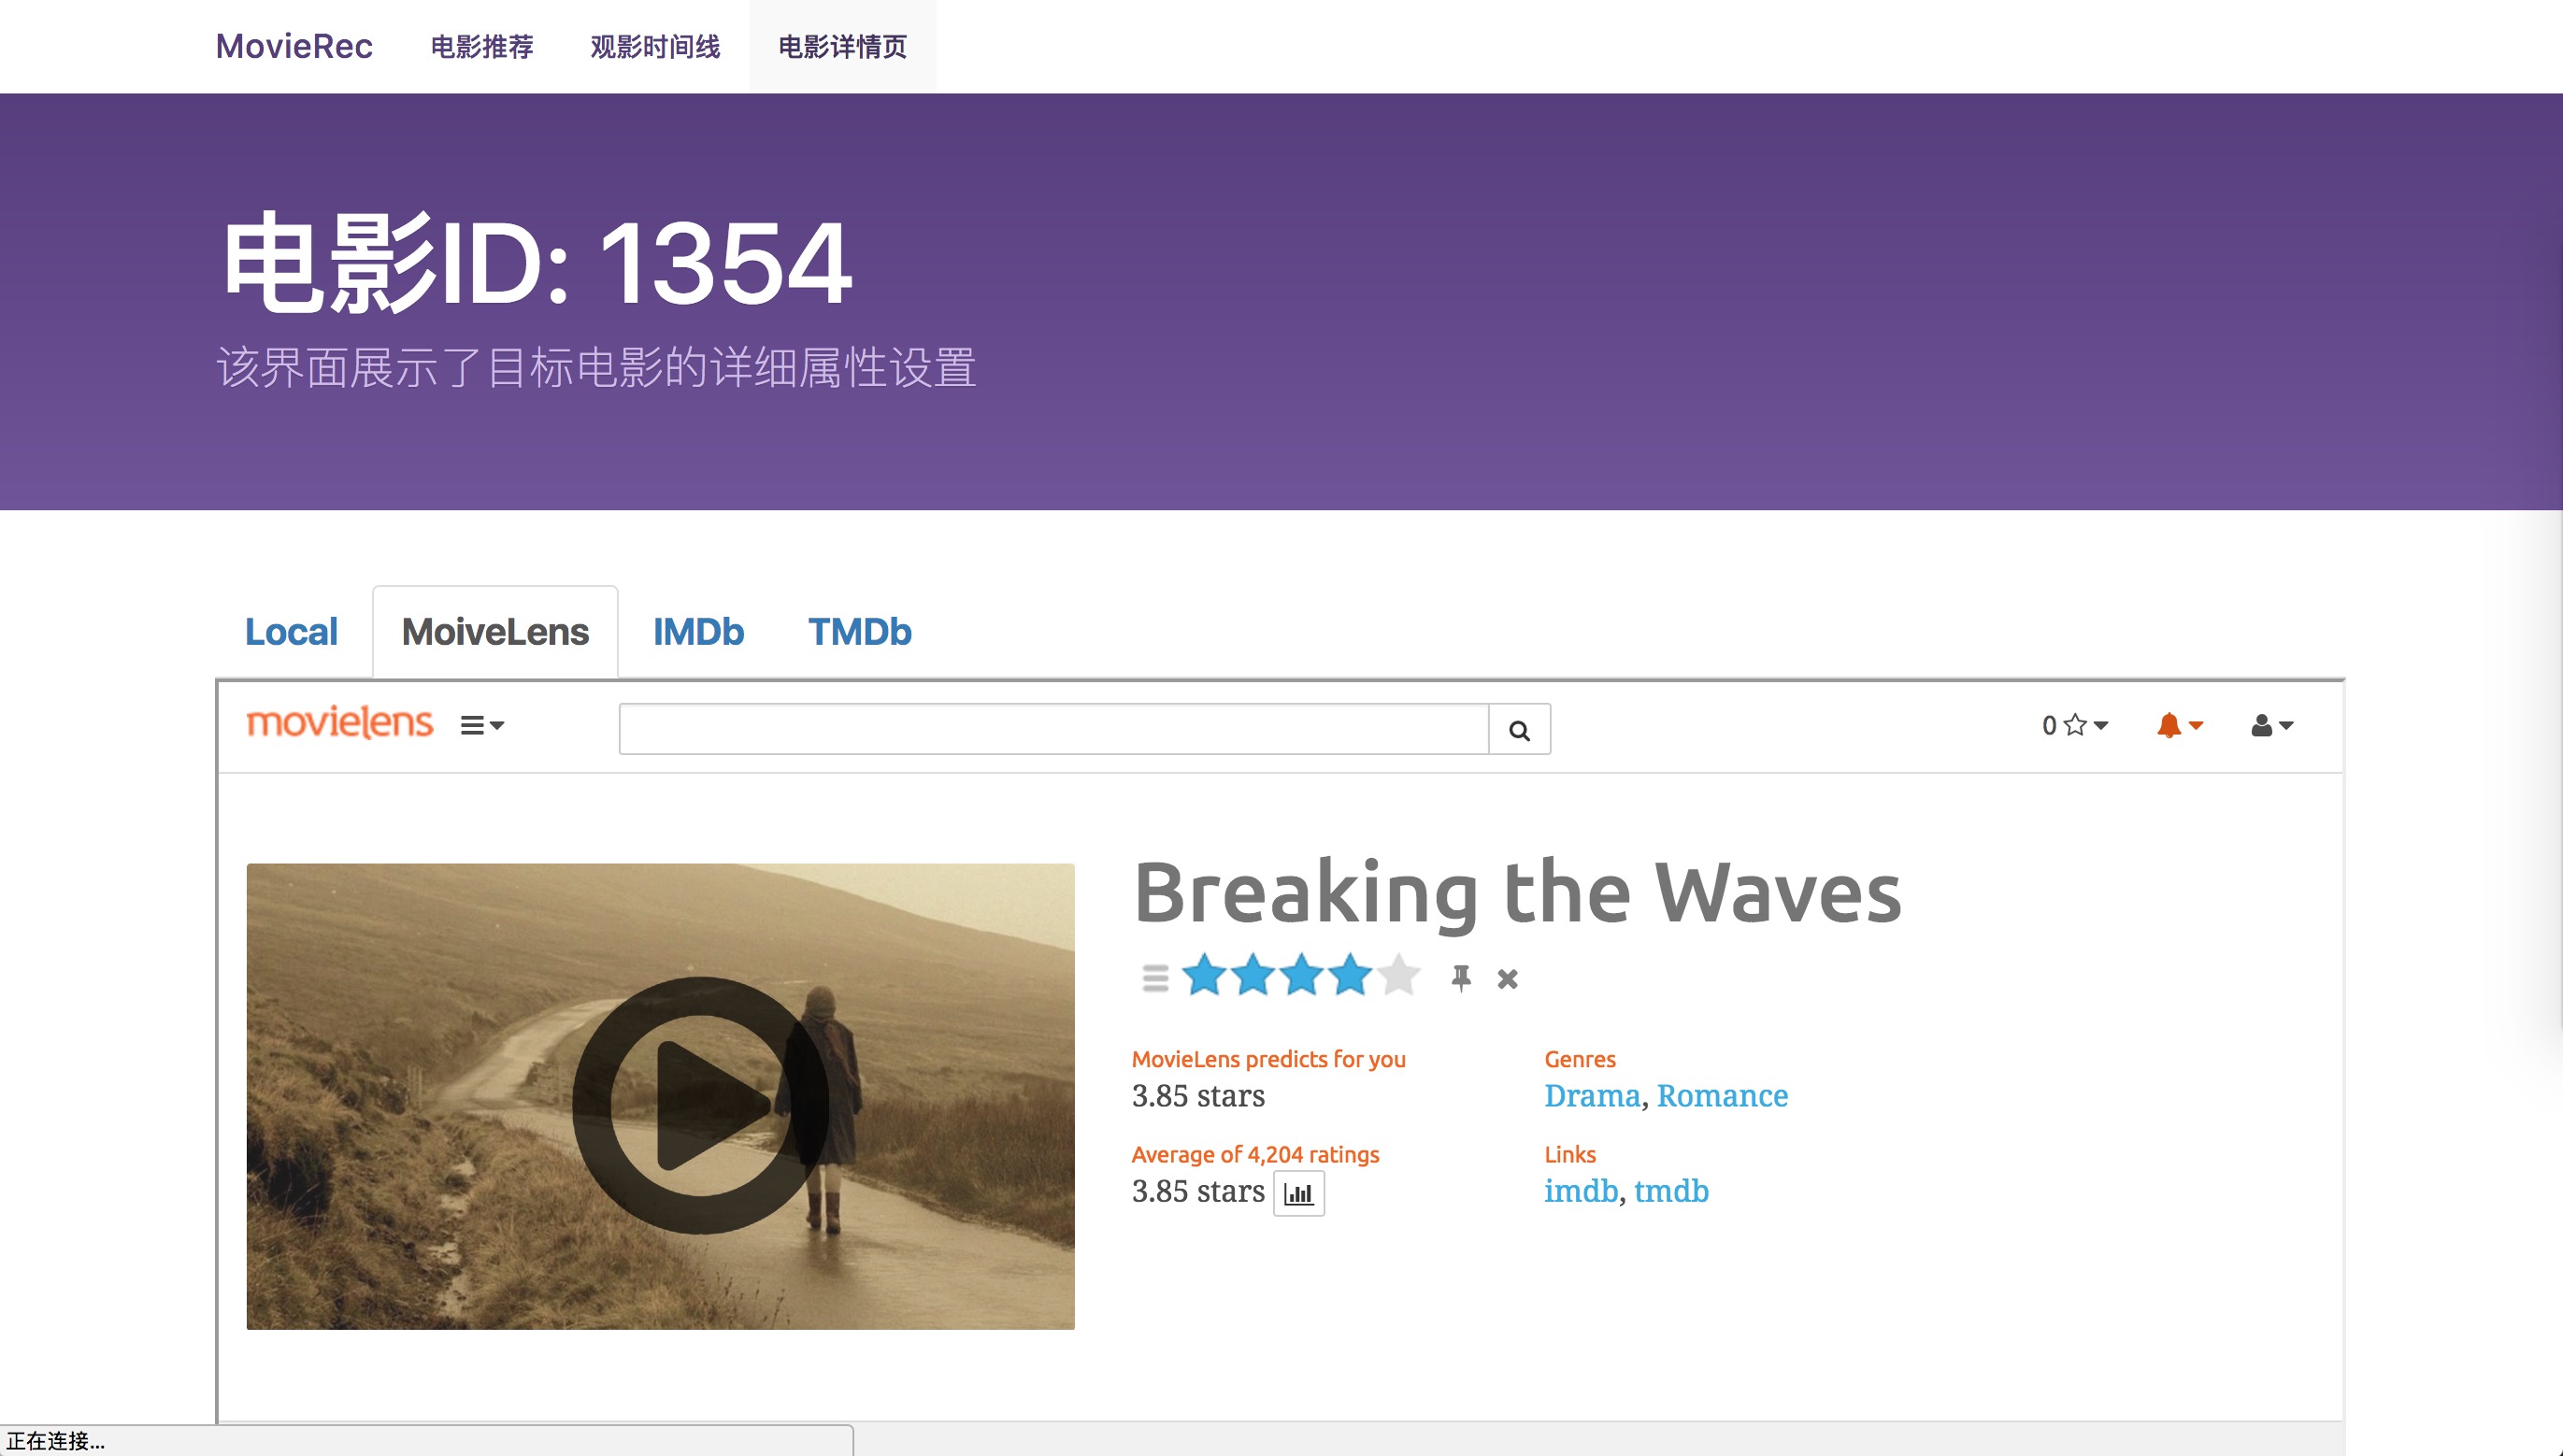 MovieRec 电影推荐 观影时间线 电影详情页
电影ID: 1354
该界面展示了目标电影的详细属性设置
Local MoiveLens IMDb TMDb
movielens
0
Breaking the Waves
MovieLens predicts for you
3.85 stars
Genres
Drama, Romance
Average of 4,204 ratings
3.85 stars
Links
imdb, tmdb
正在连接...